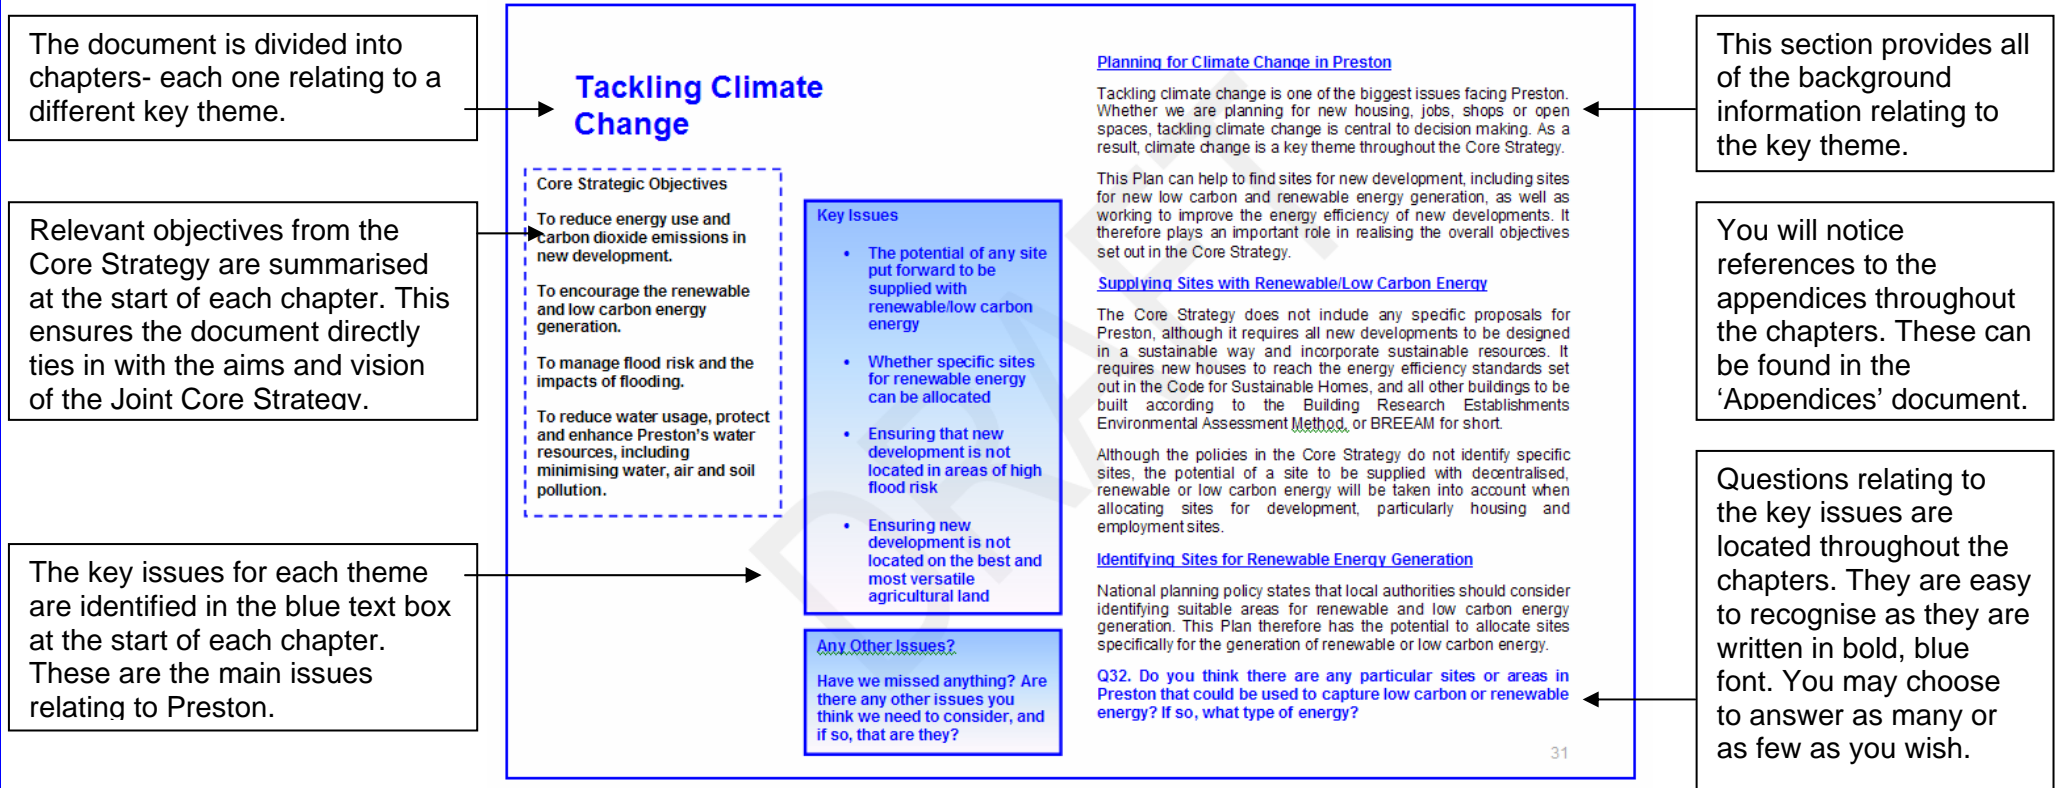 The document is divided into
chapters- each one relating to a
different key theme.
Relevant objectives from the
Core Strategy are summarised
at the start of each chapter. This
ensures the document directly
ties in with the aims and vision
of the Joint Core Strategy.
The key issues for each theme
are identified in the blue text box
at the start of each chapter.
These are the main issues
relating to Preston.
Tackling Climate
Change
Core Strategic Objectives
To reduce energy use and
carbon dioxide emissions in
new development.
To encourage the renewable
and low carbon energy
generation.
To manage flood risk and the
impacts of flooding.
To reduce water usage, protect
and enhance Preston's water
resources, including
minimising water, air and soil
pollution.
Key Issues
• The potential of any site
put forward to be
supplied with
renewable/low carbon
energy
• Whether specific sites
for renewable energy
can be allocated
• Ensuring that new
development is not
located in areas of high
flood risk
• Ensuring new
development is not
located on the best and
most versatile
agricultural land
Any Other Issues?
Have we missed anything? Are
there any other issues you
think we need to consider, and
if so, that are they?
Planning for Climate Change in Preston
Tackling climate change is one of the biggest issues facing Preston.
Whether we are planning for new housing, jobs, shops or open
spaces, tackling climate change is central to decision making. As a
result, climate change is a key theme throughout the Core Strategy.
This Plan can help to find sites for new development, including sites
for new low carbon and renewable energy generation, as well as
working to improve the energy efficiency of new developments. It
therefore plays an important role in realising the overall objectives
set out in the Core Strategy.
Supplying Sites with Renewable/Low Carbon Energy
The Core Strategy does not include any specific proposals for
Preston, although it requires all new developments to be designed
in a sustainable way and incorporate sustainable resources. It
requires new houses to reach the energy efficiency standards set
out in the Code for Sustainable Homes, and all other buildings to be
built according to the Building Research Establishments
Environmental Assessment Method, or BREEAM for short.
Although the policies in the Core Strategy do not identify specific
sites, the potential of a site to be supplied with decentralised,
renewable or low carbon energy will be taken into account when
allocating sites for development, particularly housing and
employment sites.
Identifying Sites for Renewable Energy Generation
National planning policy states that local authorities should consider
identifying suitable areas for renewable and low carbon energy
generation. This Plan therefore has the potential to allocate sites
specifically for the generation of renewable or low carbon energy.
Q32. Do you think there are any particular sites or areas in
Preston that could be used to capture low carbon or renewable
energy? If so, what type of energy?
31
DRAFT
This section provides all
of the background
information relating to
the key theme.
You will notice
references to the
appendices throughout
the chapters. These can
be found in the
'Appendices' document.
Questions relating to
the key issues are
located throughout the
chapters. They are easy
to recognise as they are
written in bold, blue
font. You may choose
to answer as many or
as few as you wish.